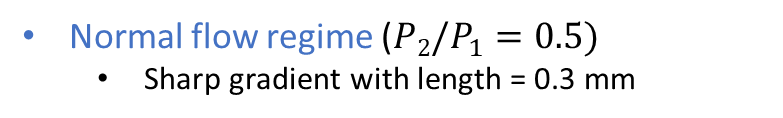 • Normal flow regime (P₂/P₁ = 0.5)
• Sharp gradient with length = 0.3 mm